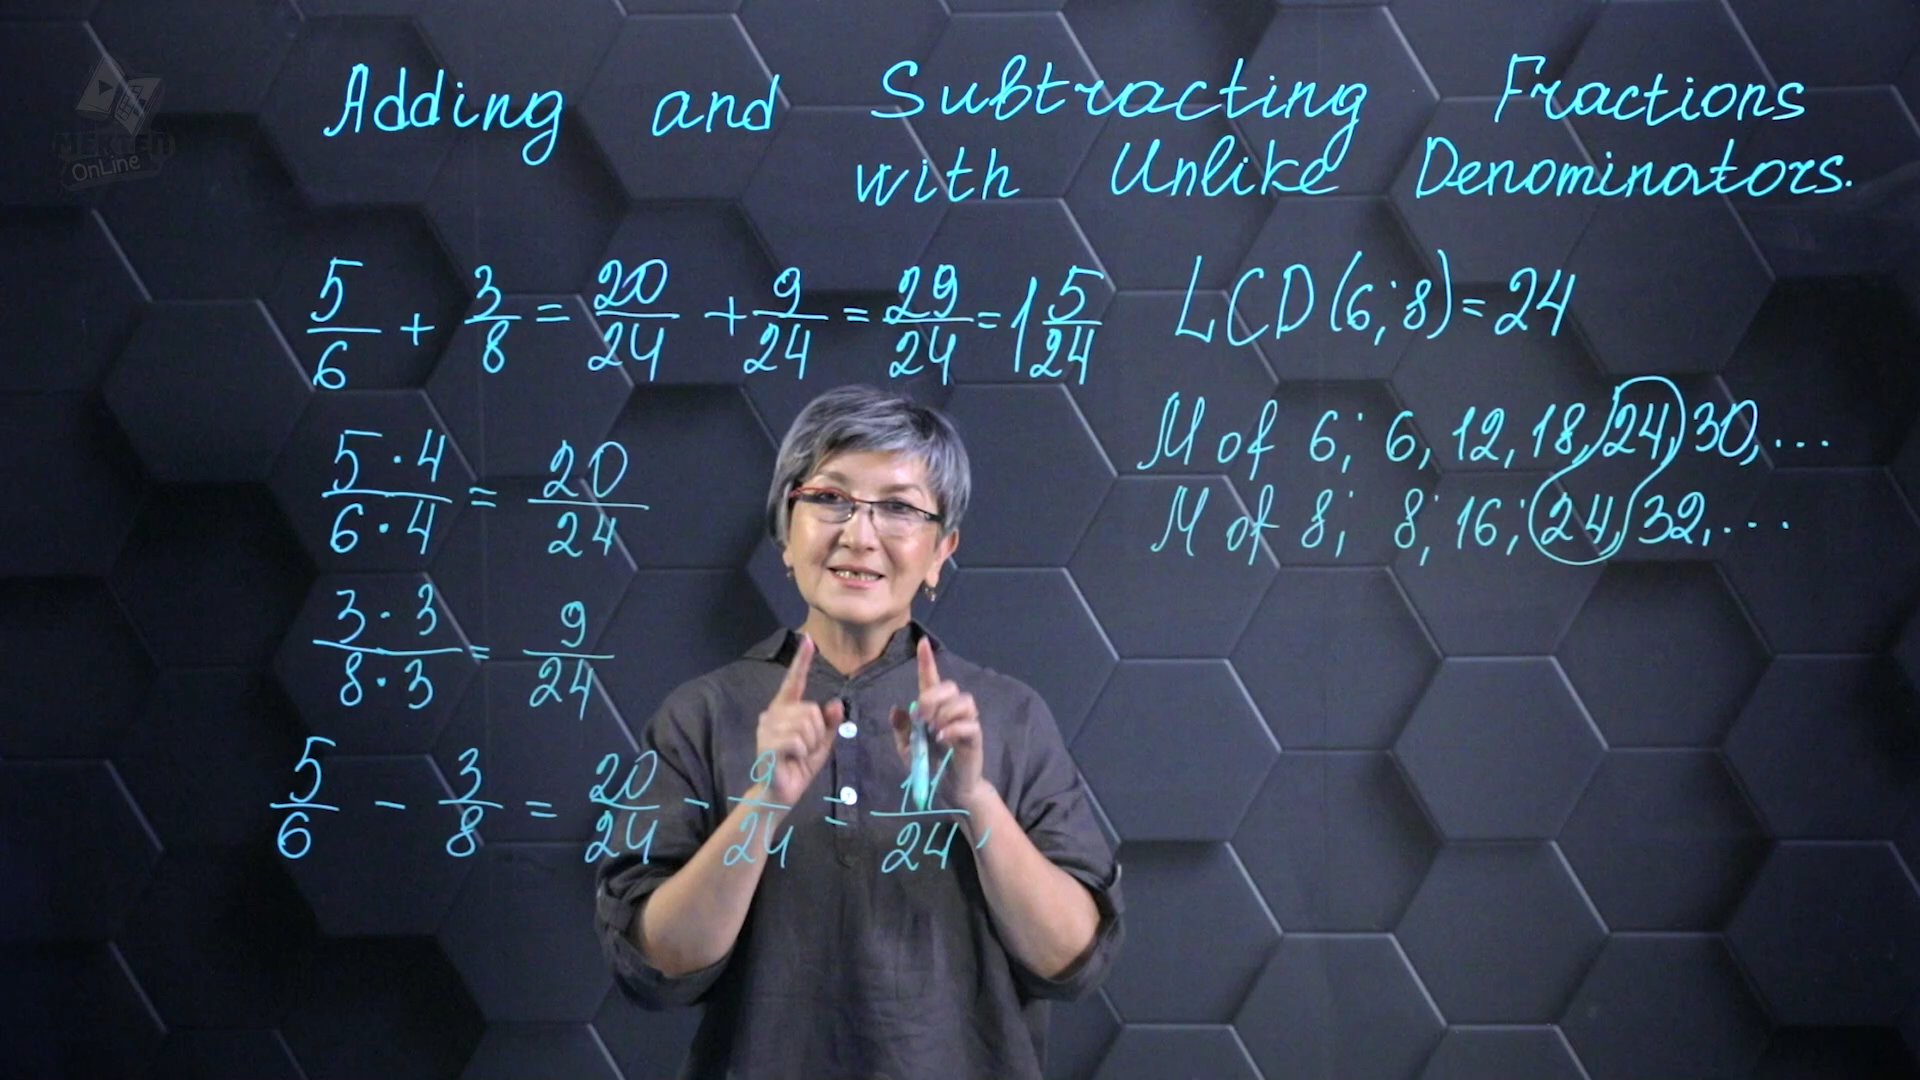 Adding and Subtracting Fractions
with Unlike Denominators.
5/6 + 3/8 = 20/24 + 9/24 = 29/24 = 1 5/24
LCD(6;8)=24
M of 6; 6, 12, 18, 24, 30, ...
M of 8; 8; 16; 24, 32, ...
5·4/6·4 = 20/24
3·3/8·3 = 9/24
5/6 - 3/8 = 20/24 - 9/24 = 11/24,
MEKTEP
OnLine